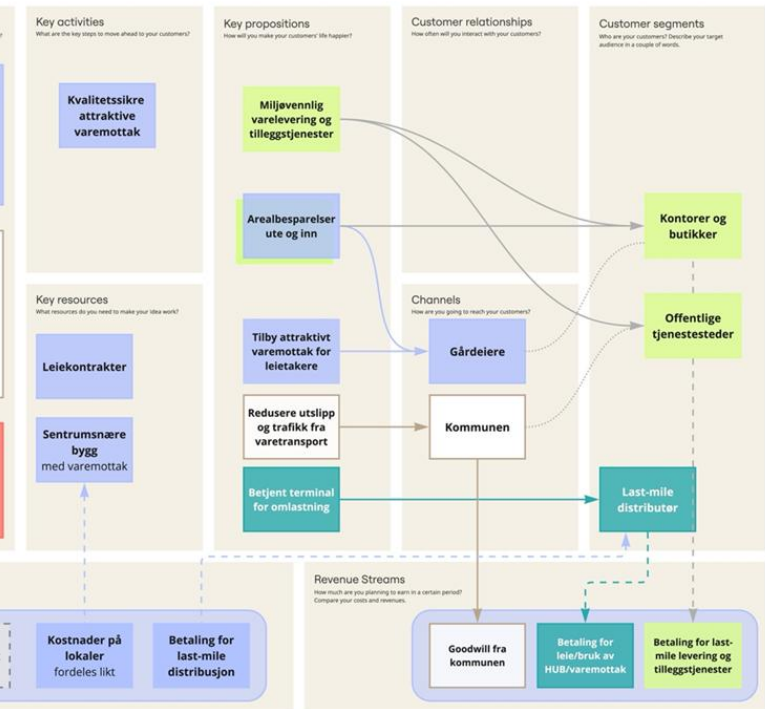 ?
Key activities
What are the key steps to move ahead to your customers?
Kvalitetssikre
attraktive
varemottak
Key resources
What resources do you need to make your idea work?
Leiekontrakter
Sentrumsnære
bygg
med varemottak
Key propositions
How will you make your customers' life happier?
Miljøvennlig
varelevering og
tilleggstjenester
Arealbesparelser
ute og inn
Tilby attraktivt
varemottak for
leietakere
Redusere utslipp
og trafikk fra
varetransport
Betjent terminal
for omlastning
Customer relationships
How often will you interact with your customers?
Channels
How are you going to reach your customers?
Gårdeiere
Kommunen
Customer segments
Who are your customers? Describe your target
audience in a couple of words.
Kontorer og
butikker
Offentlige
tjenestesteder
Last-mile
distributør
Kostnader på
lokaler
fordeles likt
Betaling for
last-mile
distribusjon
Revenue Streams
How much are you planning to earn in a certain period?
Compare your costs and revenues.
Goodwill fra
kommunen
Betaling for
leie/bruk av
HUB/varemottak
Betaling for last-
mile levering og
tilleggstjenester